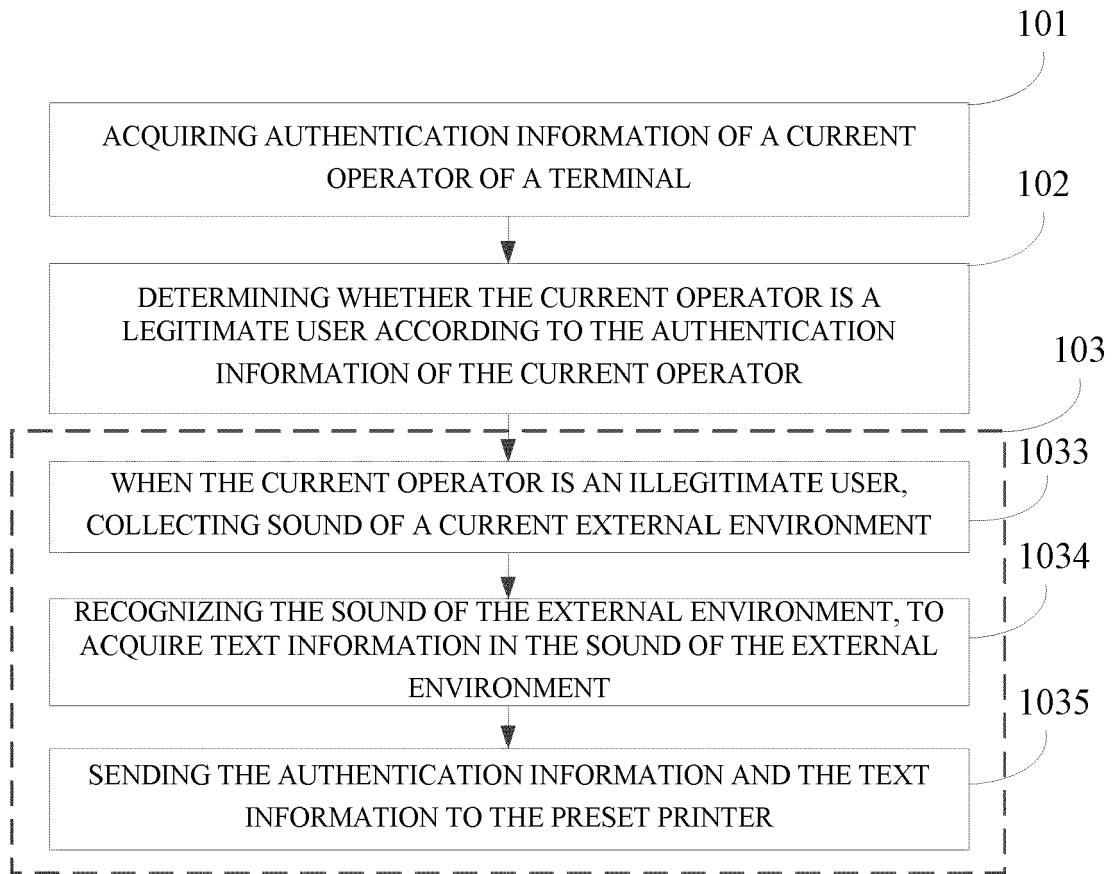 101
ACQUIRING AUTHENTICATION INFORMATION OF A CURRENT
OPERATOR OF A TERMINAL
102
DETERMINING WHETHER THE CURRENT OPERATOR IS A
LEGITIMATE USER ACCORDING TO THE AUTHENTICATION
INFORMATION OF THE CURRENT OPERATOR
103
1033
WHEN THE CURRENT OPERATOR IS AN ILLEGITIMATE USER,
COLLECTING SOUND OF A CURRENT EXTERNAL ENVIRONMENT
1034
RECOGNIZING THE SOUND OF THE EXTERNAL ENVIRONMENT, TO
ACQUIRE TEXT INFORMATION IN THE SOUND OF THE EXTERNAL
ENVIRONMENT
1035
SENDING THE AUTHENTICATION INFORMATION AND THE TEXT
INFORMATION TO THE PRESET PRINTER